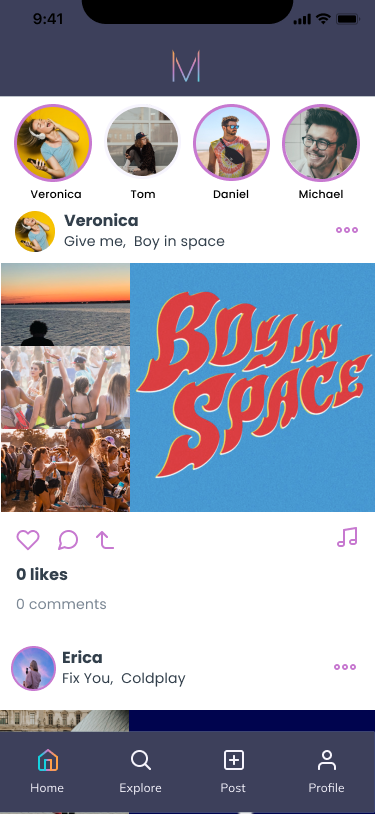 9:41
M
Veronica Tom Daniel Michael
Veronica
Give me, Boy in space
BOY IN
SPACE
0 likes
0 comments
Erica
Fix You, Coldplay
Home Explore Post Profile